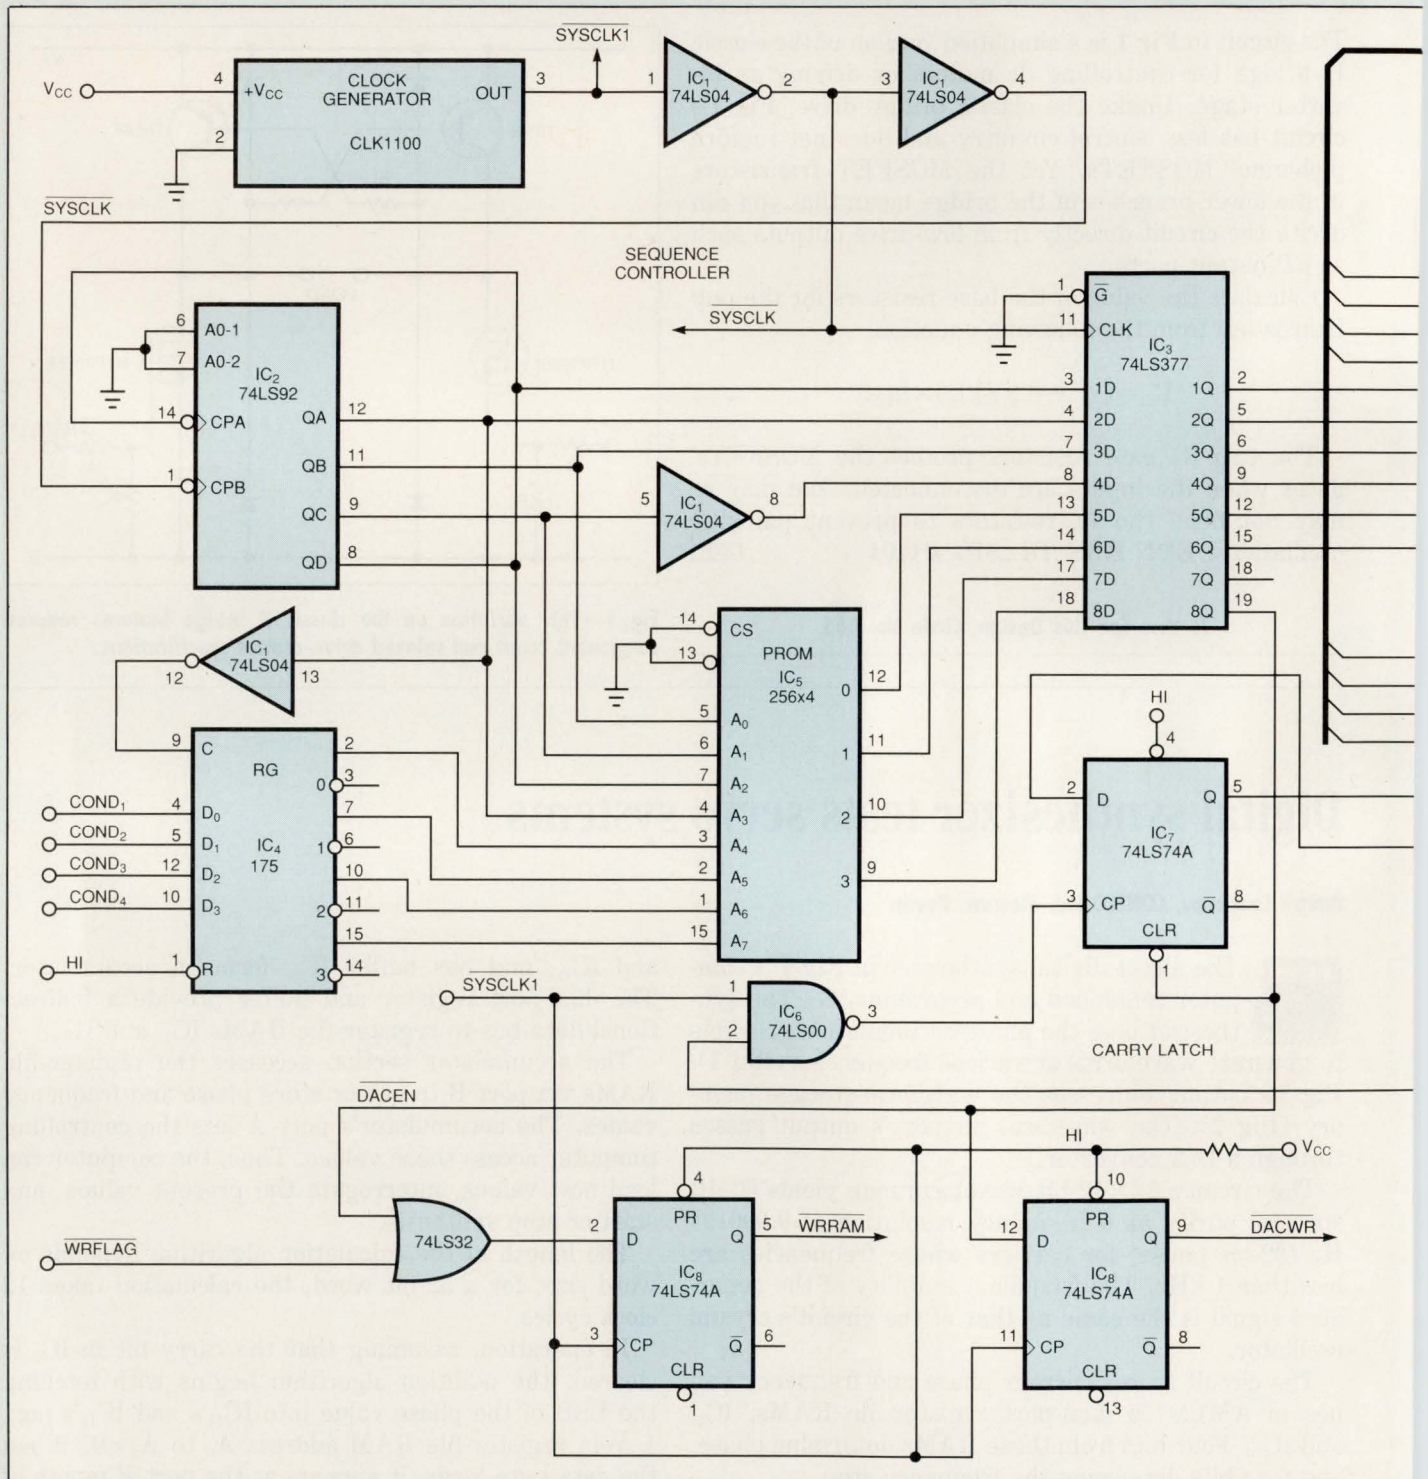 SYSCLK1
V_CC
4
+V_CC
CLOCK
GENERATOR
CLK1100
OUT
3
2
1
IC₁
74LS04
2
3
IC₁
74LS04
4
SYSCLK
SEQUENCE
CONTROLLER
SYSCLK
6
A0-1
7
A0-2
IC₂
74LS92
14
CPA
1
CPB
QA
12
QB
11
QC
9
QD
8
5
IC₁
74LS04
8
1
G
11
CLK
IC₃
74LS377
3
1D
1Q
2
4
2D
2Q
5
7
3D
3Q
6
8
4D
4Q
9
13
5D
5Q
12
14
6D
6Q
15
17
7D
7Q
18
18
8D
8Q
19
IC₁
74LS04
12
13
14
CS
13
PROM
IC₅
256x4
0
12
5
A₀
6
A₁
1
11
7
A₂
4
A₃
2
10
3
A₄
2
A₅
3
9
1
A₆
15
A₇
9
C
RG
2
0
3
COND₁
4
D₀
7
COND₂
5
D₁
IC₄
175
1
6
COND₃
12
D₂
10
COND₄
10
D₃
2
11
15
HI
1
R
3
14
HI
4
2
D
Q
5
IC₇
74LS74A
3
CP
Q
8
CLR
1
SYSCLK1
1
2
IC₆
74LS00
3
CARRY LATCH
DACEN
WRFLAG
74LS32
4
PR
2
D
Q
5
WRRAM
IC₈
74LS74A
3
CP
Q
6
CLR
1
HI
V_CC
10
PR
12
D
Q
9
DACWR
IC₈
74LS74A
11
CP
Q
8
CLR
13